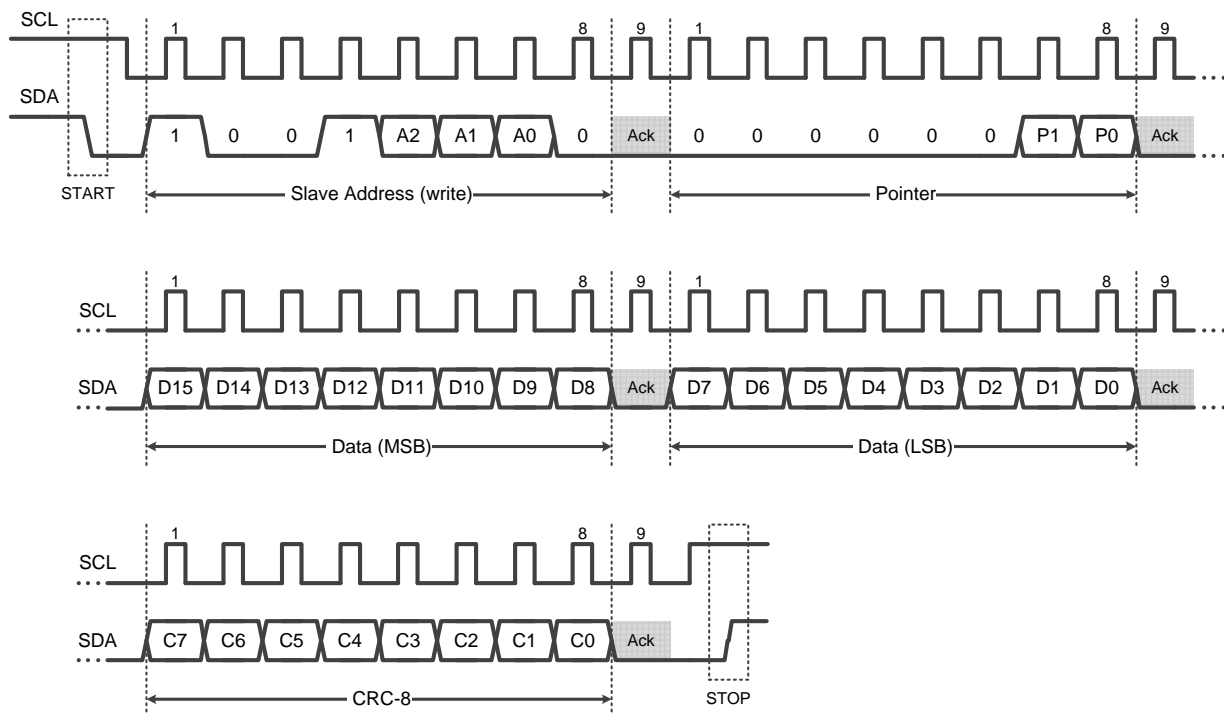 SCL
1 8 9 1 8 9
SDA
1 0 0 1 A2 A1 A0 0 Ack 0 0 0 0 0 0 P1 P0 Ack
START Slave Address (write) Pointer
1 8 9 1 8 9
SCL
SDA D15 D14 D13 D12 D11 D10 D9 D8 Ack D7 D6 D5 D4 D3 D2 D1 D0 Ack
Data (MSB) Data (LSB)
1 8 9
SCL
SDA C7 C6 C5 C4 C3 C2 C1 C0 Ack
CRC-8 STOP